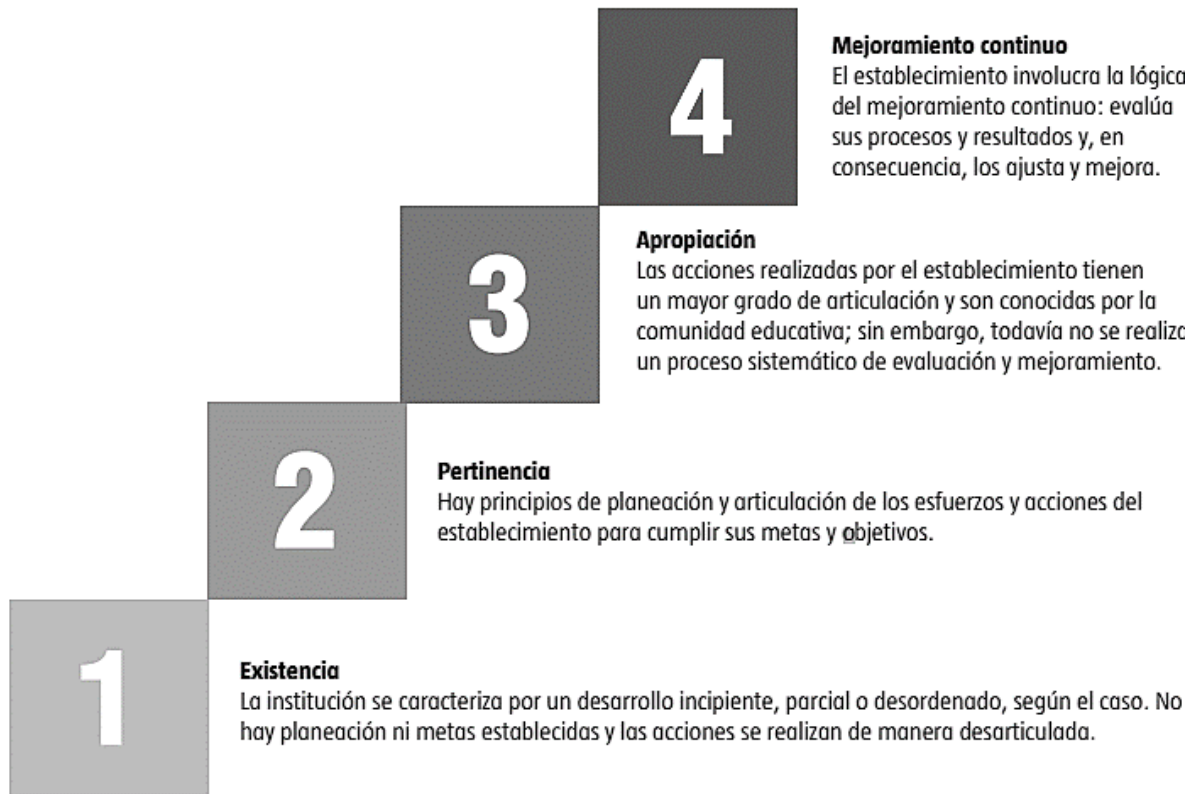 4
Mejoramiento continuo
El establecimiento involucra la lógica
del mejoramiento continuo: evalúa
sus procesos y resultados y, en
consecuencia, los ajusta y mejora.
3
Apropiación
Las acciones realizadas por el establecimiento tienen
un mayor grado de articulación y son conocidas por la
comunidad educativa; sin embargo, todavía no se realiza
un proceso sistemático de evaluación y mejoramiento.
2
Pertinencia
Hay principios de planeación y articulación de los esfuerzos y acciones del
establecimiento para cumplir sus metas y objetivos.
1
Existencia
La institución se caracteriza por un desarrollo incipiente, parcial o desordenado, según el caso. No
hay planeación ni metas establecidas y las acciones se realizan de manera desarticulada.